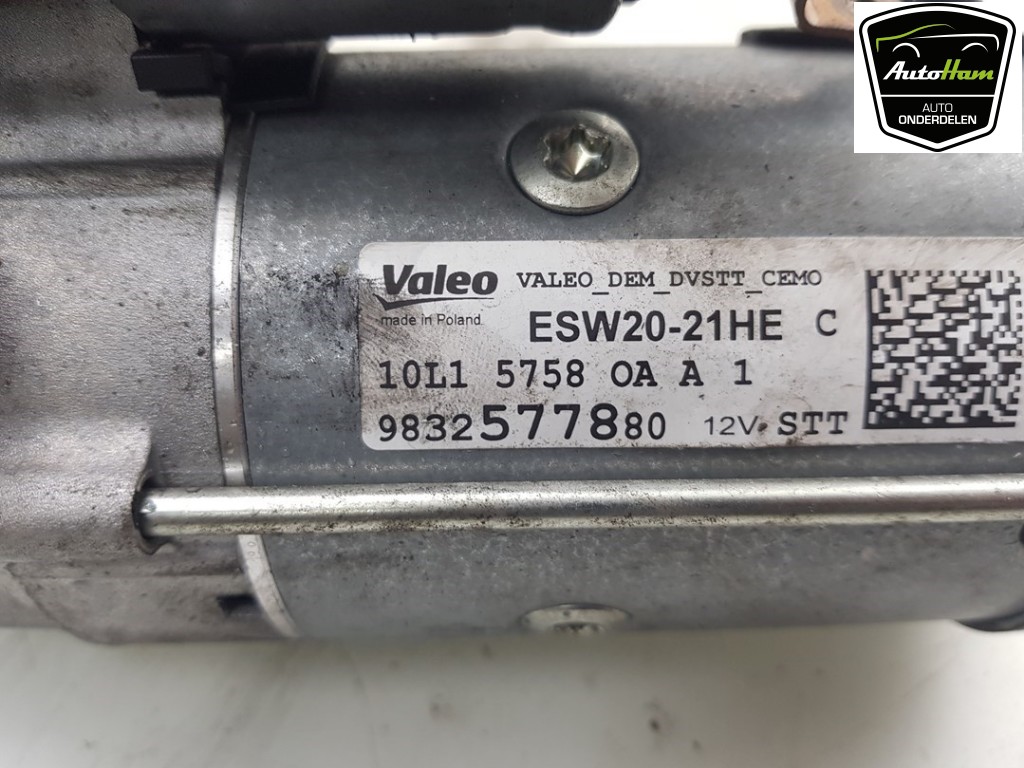 AutoHam
AUTO
ONDERDELEN
Valeo VALEO_DEM_DVSTT_CEMO
made in Poland
ESW20-21HE C
10L1 5758 OA A 1
9832577880 12V STT